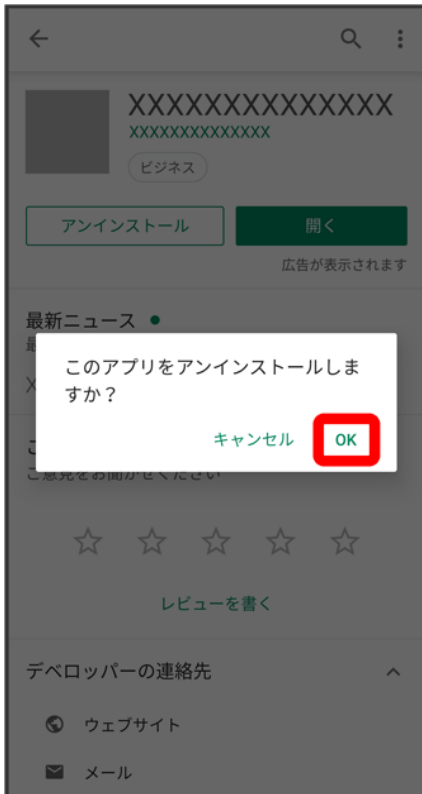 XXXXXXXXXXXXXX
XXXXXXXXXXXXXX
ビジネス
アンインストール
開く
広告が表示されます
最新ニュース
最
X
このアプリをアンインストールしま
すか？
キャンセル
OK
ご意見をお聞かせください
レビューを書く
デベロッパーの連絡先
ウェブサイト
メール